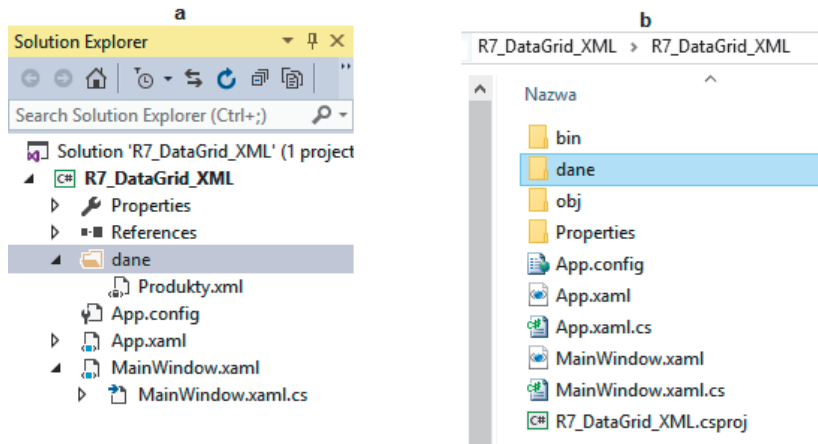 a
Solution Explorer
Search Solution Explorer (Ctrl+;)
Solution 'R7_DataGrid_XML' (1 project
R7_DataGrid_XML
Properties
References
dane
Produkty.xml
App.config
App.xaml
MainWindow.xaml
MainWindow.xaml.cs
b
R7_DataGrid_XML > R7_DataGrid_XML
Nazwa
bin
dane
obj
Properties
App.config
App.xaml
App.xaml.cs
MainWindow.xaml
MainWindow.xaml.cs
R7_DataGrid_XML.csproj